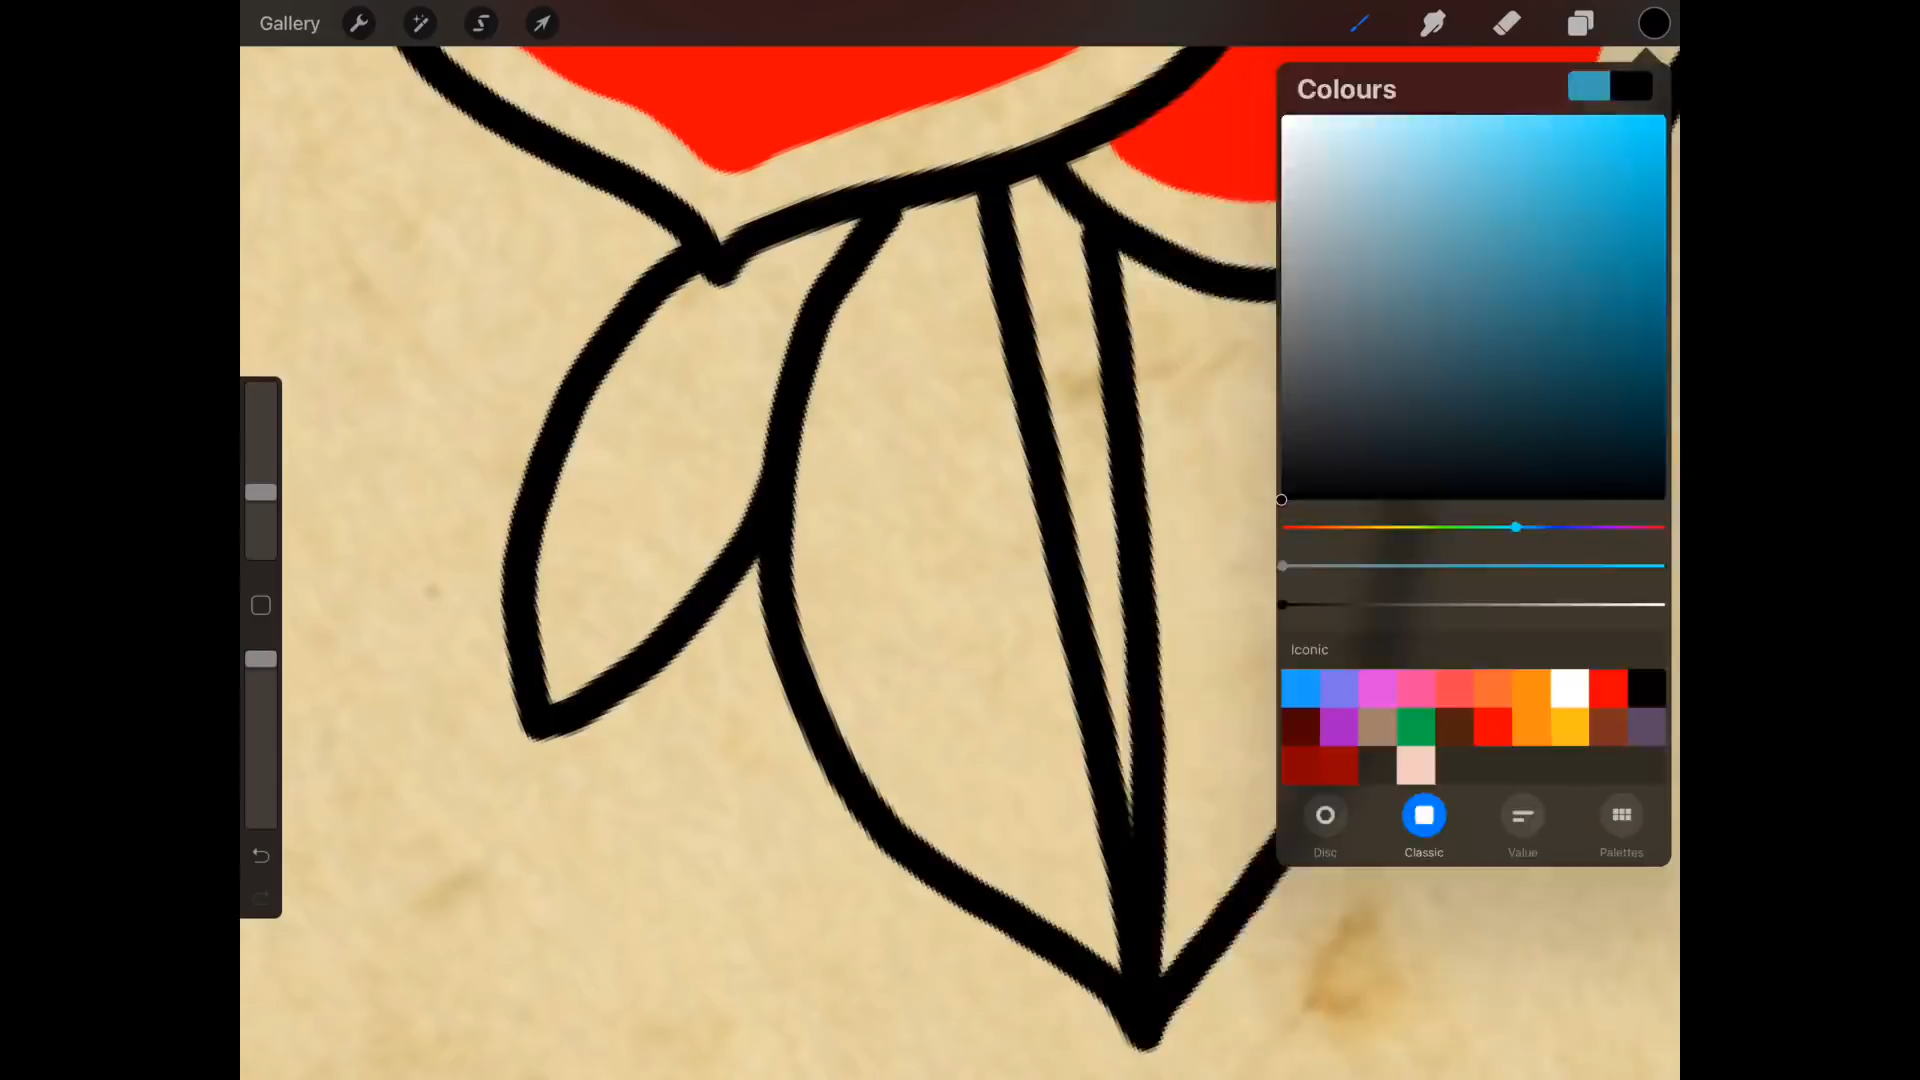 Gallery
Colours
Iconic
Disc
Classic
Value
Palettes